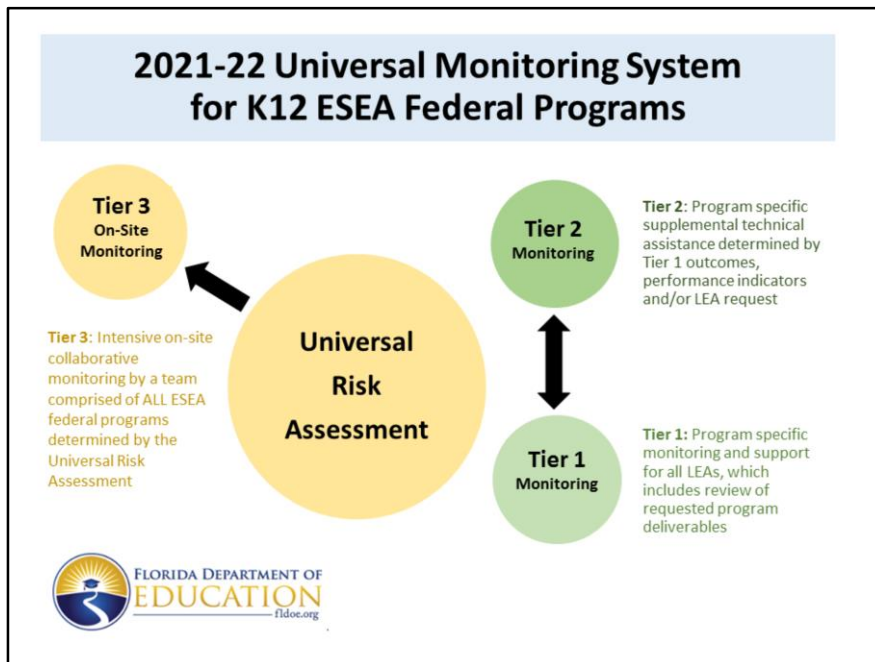 2021-22 Universal Monitoring System
for K12 ESEA Federal Programs
Tier 3
On-Site
Monitoring
Tier 3: Intensive on-site
collaborative
monitoring by a team
comprised of ALL ESEA
federal programs
determined by the
Universal Risk
Assessment
Universal
Risk
Assessment
Tier 2
Monitoring
Tier 2: Program specific
supplemental technical
assistance determined by
Tier 1 outcomes,
performance indicators
and/or LEA request
Tier 1
Monitoring
Tier 1: Program specific
monitoring and support
for all LEAs, which
includes review of
requested program
deliverables
FLORIDA DEPARTMENT OF
EDUCATION
fldoe.org